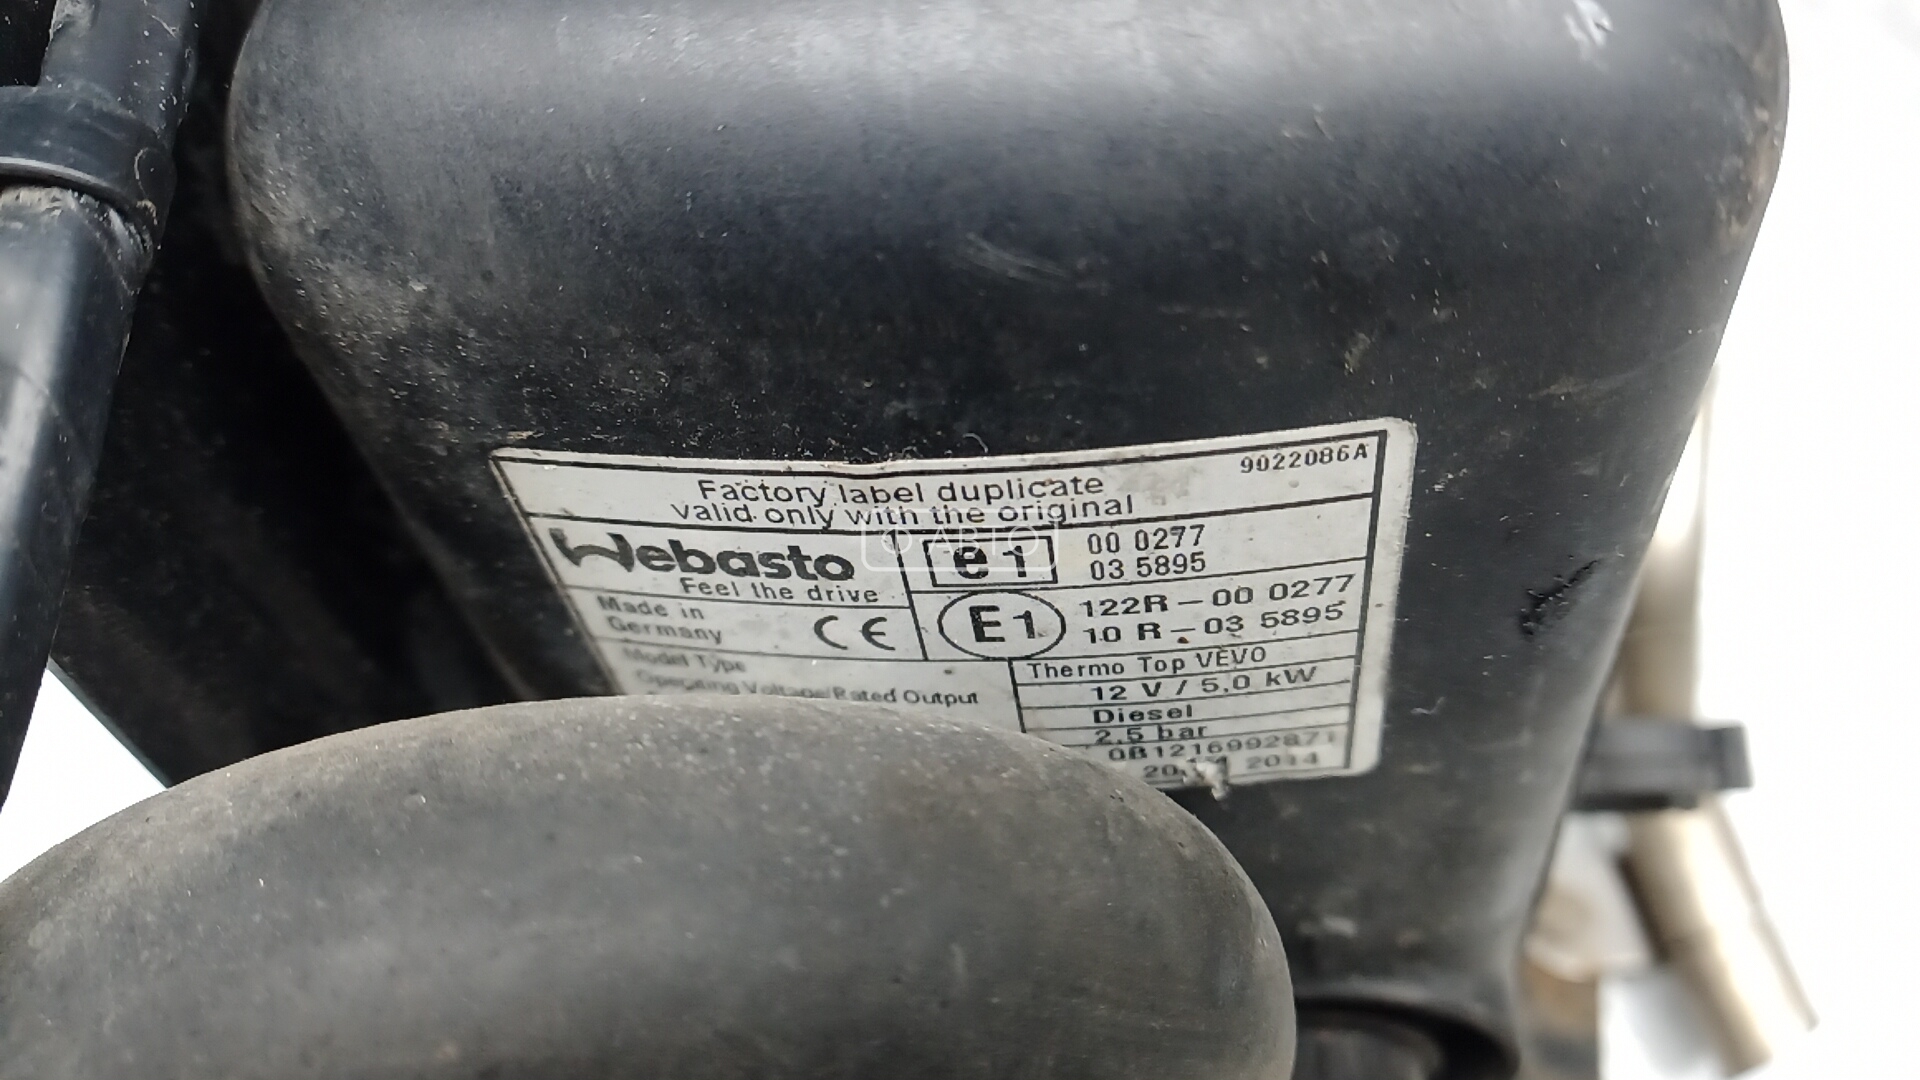 9022086A
Factory label duplicate
valid only with the original
Webasto
Feel the drive
e1
00 0277
03 5895
Made in
Germany
CE
E1
122R-00 0277
10 R-03 5895
Model Type
Thermo Top VEVO
Operating Voltage/Rated Output
12 V / 5,0 kW
Diesel
2,5 bar
2014
АВТО